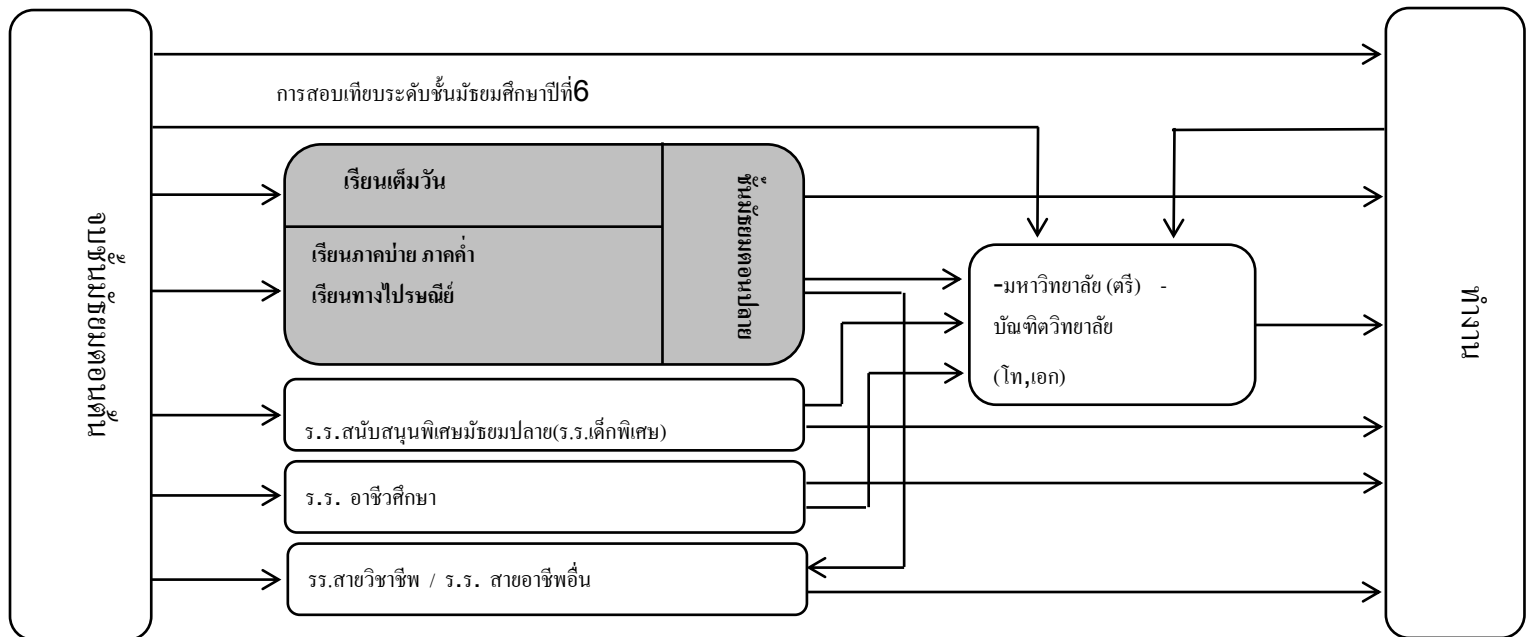 จบชั้นมัธยมตอนต้น
การสอบเทียบระดับชั้นมัธยมศึกษาปีที่6
เรียนเต็มวัน
เรียนภาคบ่าย ภาคค่ำ
เรียนทางไปรษณีย์
ชั้นมัธยมตอนปลาย
-มหาวิทยาลัย (ตรี) -
บัณฑิตวิทยาลัย
(โท,เอก)
ร.ร.สนับสนุนพิเศษมัธยมปลาย(ร.ร.เด็กพิเศษ)
ร.ร. อาชีวศึกษา
รร.สายวิชาชีพ / ร.ร. สายอาชีพอื่น
ทำงาน